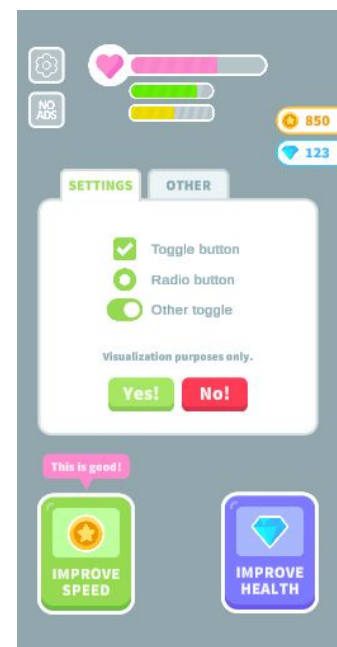 NO
ADS
850
123
SETTINGS
OTHER
Toggle button
Radio button
Other toggle
Visualization purposes only.
Yes!
No!
This is good!
IMPROVE
SPEED
IMPROVE
HEALTH